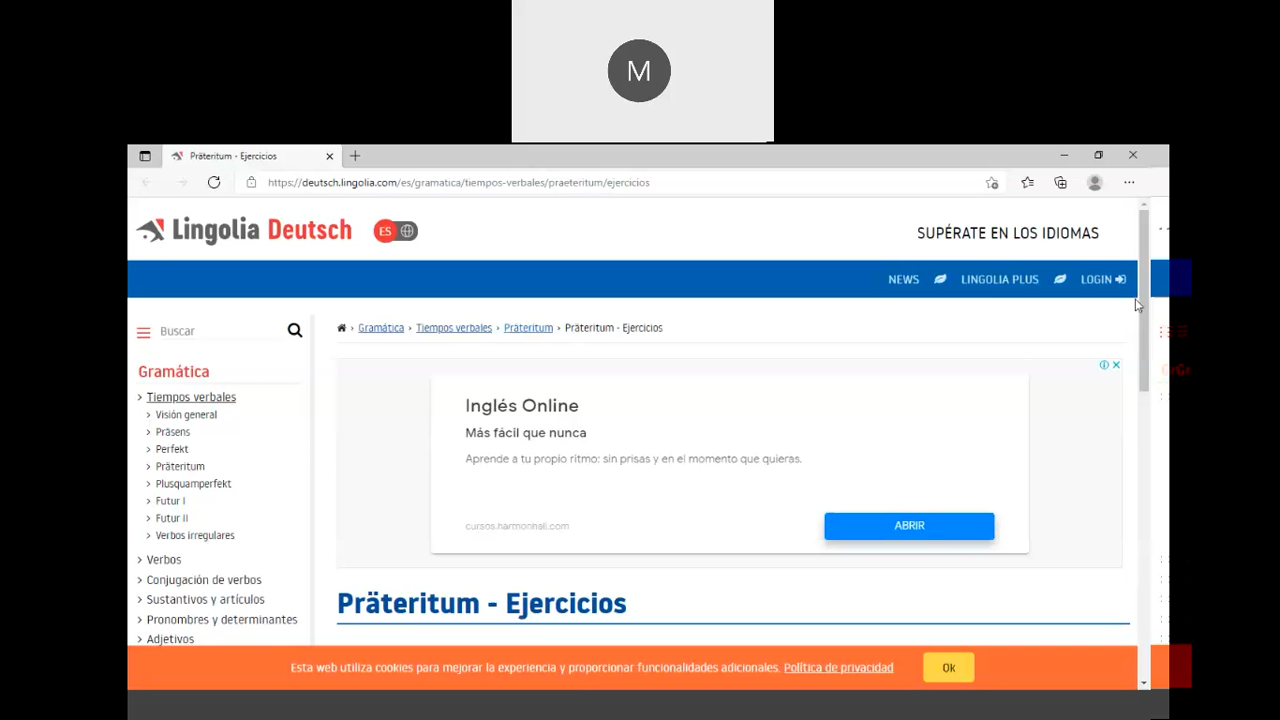 M
Präteritum - Ejercicios
https://deutsch.lingolia.com/es/gramatica/tiempos-verbales/praeteritum/ejercicios
Lingolia Deutsch
ES
SUPÉRATE EN LOS IDIOMAS
NEWS LINGOLIA PLUS LOGIN
Buscar
› Gramática › Tiempos verbales › Präteritum › Präteritum - Ejercicios
Gramática
› Tiempos verbales
› Visión general
› Präsens
› Perfekt
› Präteritum
› Plusquamperfekt
› Futur I
› Futur II
› Verbos irregulares
› Verbos
› Conjugación de verbos
› Sustantivos y artículos
› Pronombres y determinantes
› Adjetivos
Inglés Online
Más fácil que nunca
Aprende a tu propio ritmo: sin prisas y en el momento que quieras.
cursos.harmonhall.com
ABRIR
Präteritum - Ejercicios
Esta web utiliza cookies para mejorar la experiencia y proporcionar funcionalidades adicionales. Política de privacidad
Ok